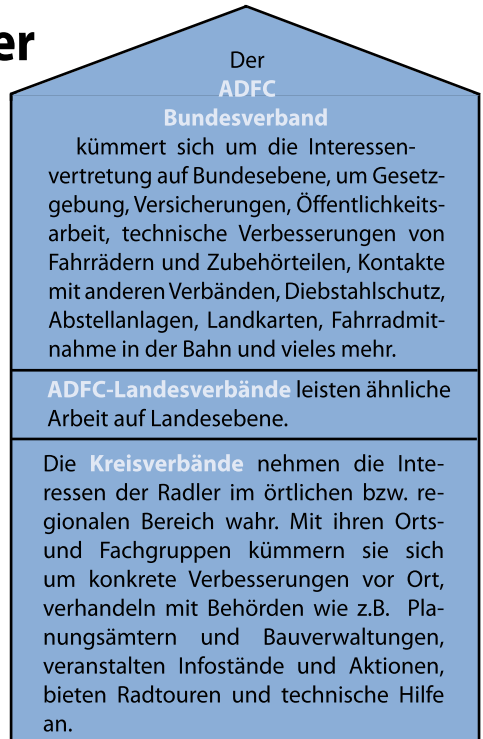 er
Der
ADFC
Bundesverband
kümmert sich um die Interessen-
vertretung auf Bundesebene, um Gesetz-
gebung, Versicherungen, Öffentlichkeits-
arbeit, technische Verbesserungen von
Fahrrädern und Zubehörteilen, Kontakte
mit anderen Verbänden, Diebstahlschutz,
Abstellanlagen, Landkarten, Fahrradmit-
nahme in der Bahn und vieles mehr.
ADFC-Landesverbände leisten ähnliche
Arbeit auf Landesebene.
Die Kreisverbände nehmen die Inte-
ressen der Radler im örtlichen bzw. re-
gionalen Bereich wahr. Mit ihren Orts-
und Fachgruppen kümmern sie sich
um konkrete Verbesserungen vor Ort,
verhandeln mit Behörden wie z.B. Pla-
nungsämtern und Bauverwaltungen,
veranstalten Infostände und Aktionen,
bieten Radtouren und technische Hilfe
an.